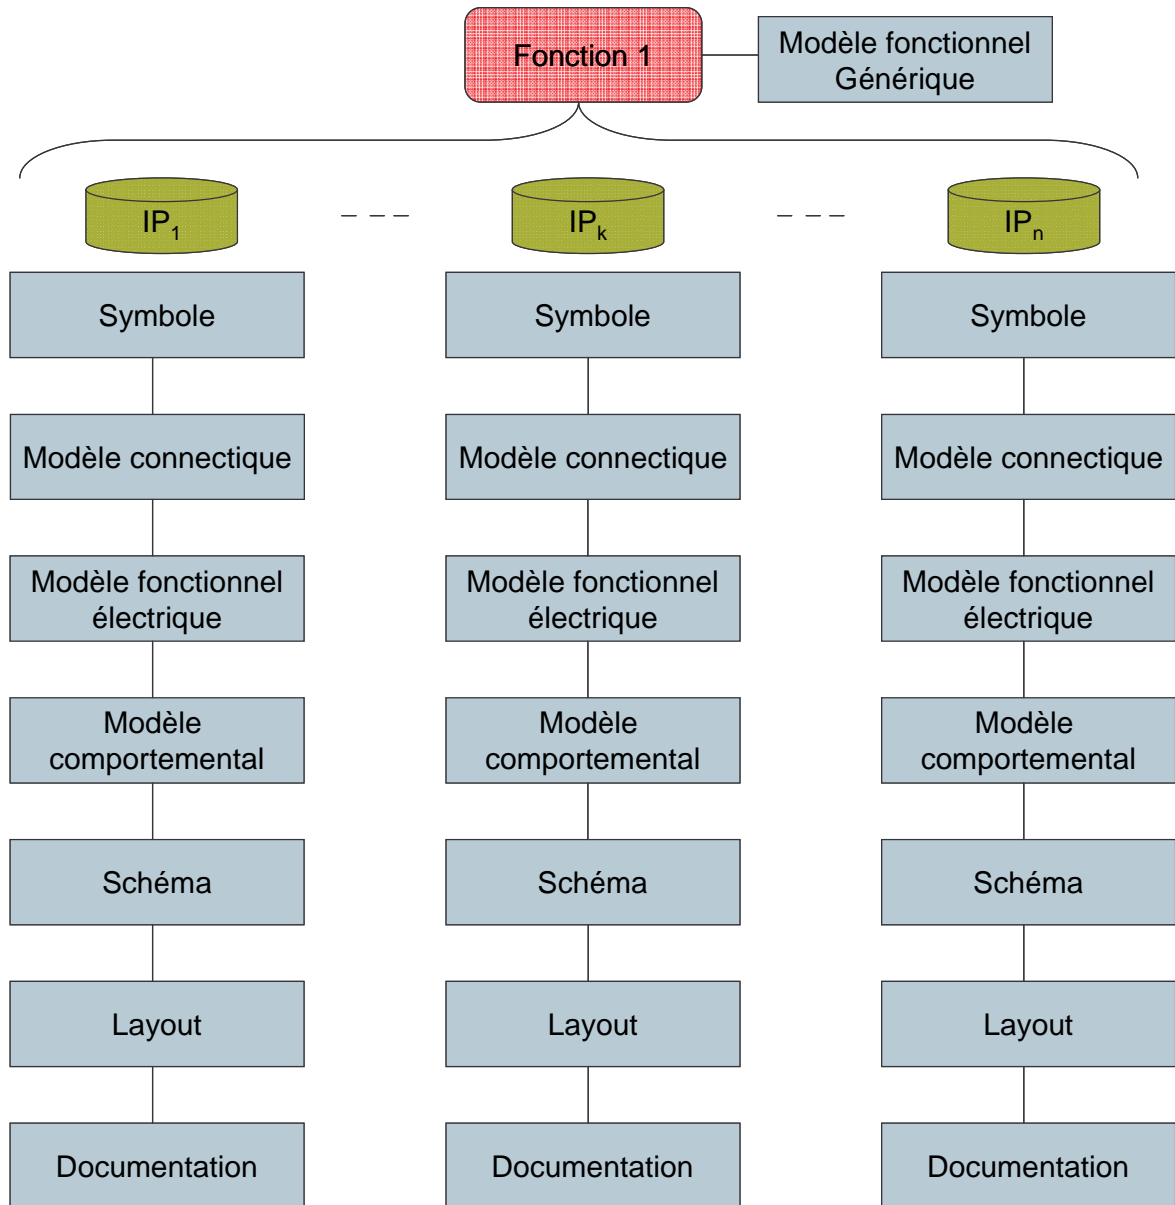 Fonction 1
Modèle fonctionnel
Générique
IP1
IPk
IPn
Symbole
Symbole
Symbole
Modèle connectique
Modèle connectique
Modèle connectique
Modèle fonctionnel
électrique
Modèle fonctionnel
électrique
Modèle fonctionnel
électrique
Modèle
comportemental
Modèle
comportemental
Modèle
comportemental
Schéma
Schéma
Schéma
Layout
Layout
Layout
Documentation
Documentation
Documentation